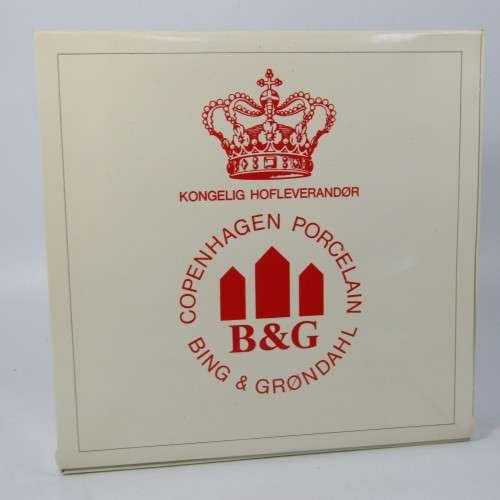 KONGELIG HOFLEVERANDØR
COPENHAGEN PORCELAIN
B&G
BING & GRØNDAHL